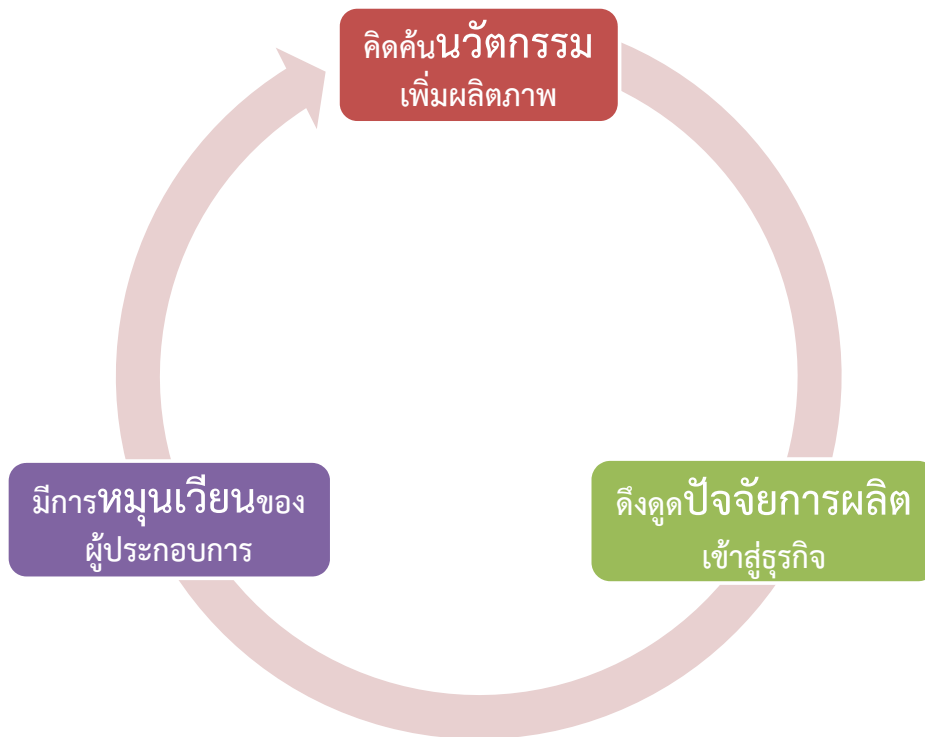 คิดค้นนวัตกรรม
เพิ่มผลิตภาพ
มีการหมุนเวียนของ
ผู้ประกอบการ
ดึงดูดปัจจัยการผลิต
เข้าสู่ธุรกิจ